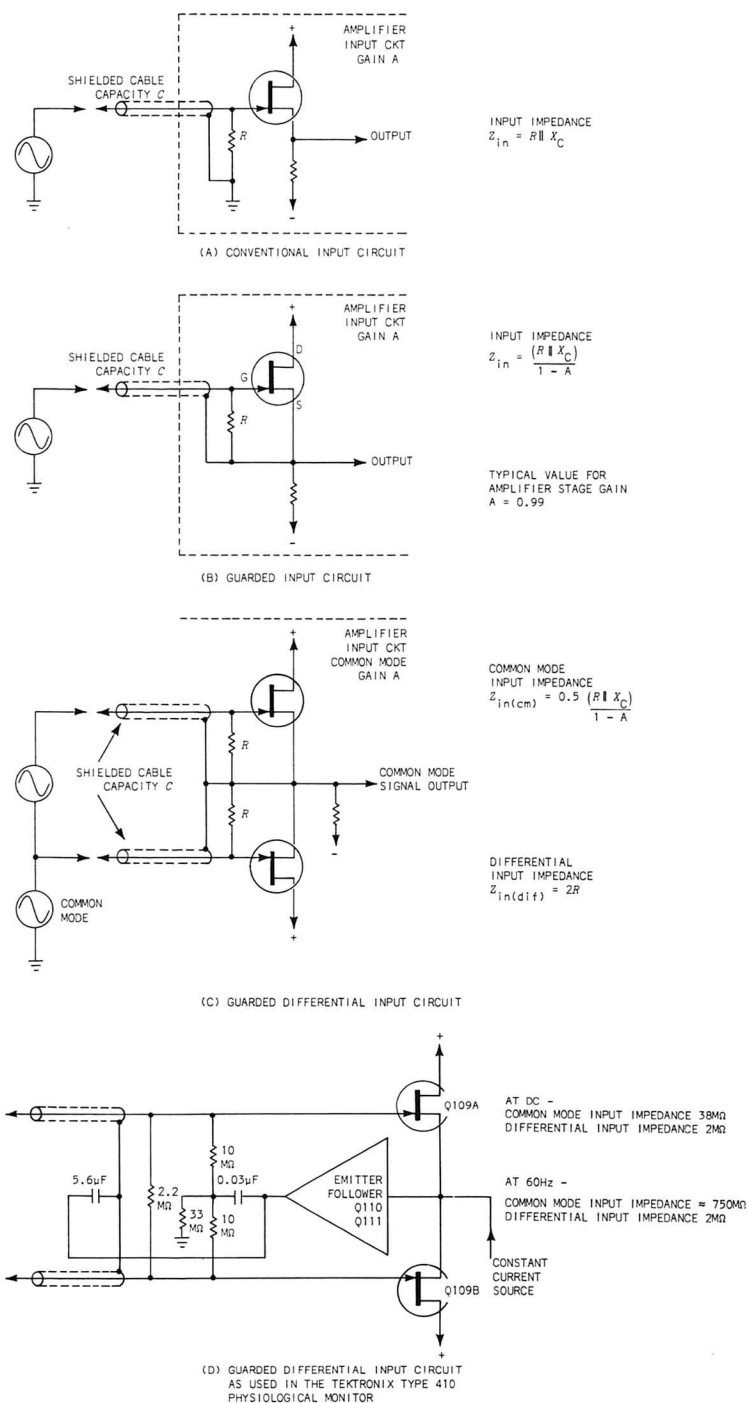 AMPLIFIER
INPUT CKT
GAIN A
+
SHIELDED CABLE
CAPACITY C
R
OUTPUT
-
INPUT IMPEDANCE
Zin = R∥XC
(A) CONVENTIONAL INPUT CIRCUIT
AMPLIFIER
INPUT CKT
GAIN A
+
D
G
S
SHIELDED CABLE
CAPACITY C
R
OUTPUT
-
INPUT IMPEDANCE
Zin = (R∥XC)
1 - A
TYPICAL VALUE FOR
AMPLIFIER STAGE GAIN
A = 0.99
(B) GUARDED INPUT CIRCUIT
AMPLIFIER
INPUT CKT
COMMON MODE
GAIN A
+
R
SHIELDED CABLE
CAPACITY C
R
COMMON MODE
SIGNAL OUTPUT
-
COMMON
MODE
+
COMMON MODE
INPUT IMPEDANCE
Zin(cm) = 0.5 (R∥XC)
1 - A
DIFFERENTIAL
INPUT IMPEDANCE
Zin(dif) = 2R
(C) GUARDED DIFFERENTIAL INPUT CIRCUIT
+
Q109A
5.6µF
2.2
MΩ
10
MΩ
0.03µF
33
MΩ
10
MΩ
EMITTER
FOLLOWER
Q110
Q111
CONSTANT
CURRENT
SOURCE
Q109B
+
AT DC -
COMMON MODE INPUT IMPEDANCE 38MΩ
DIFFERENTIAL INPUT IMPEDANCE 2MΩ
AT 60Hz -
COMMON MODE INPUT IMPEDANCE ≈ 750MΩ
DIFFERENTIAL INPUT IMPEDANCE 2MΩ
(D) GUARDED DIFFERENTIAL INPUT CIRCUIT
AS USED IN THE TEKTRONIX TYPE 410
PHYSIOLOGICAL MONITOR